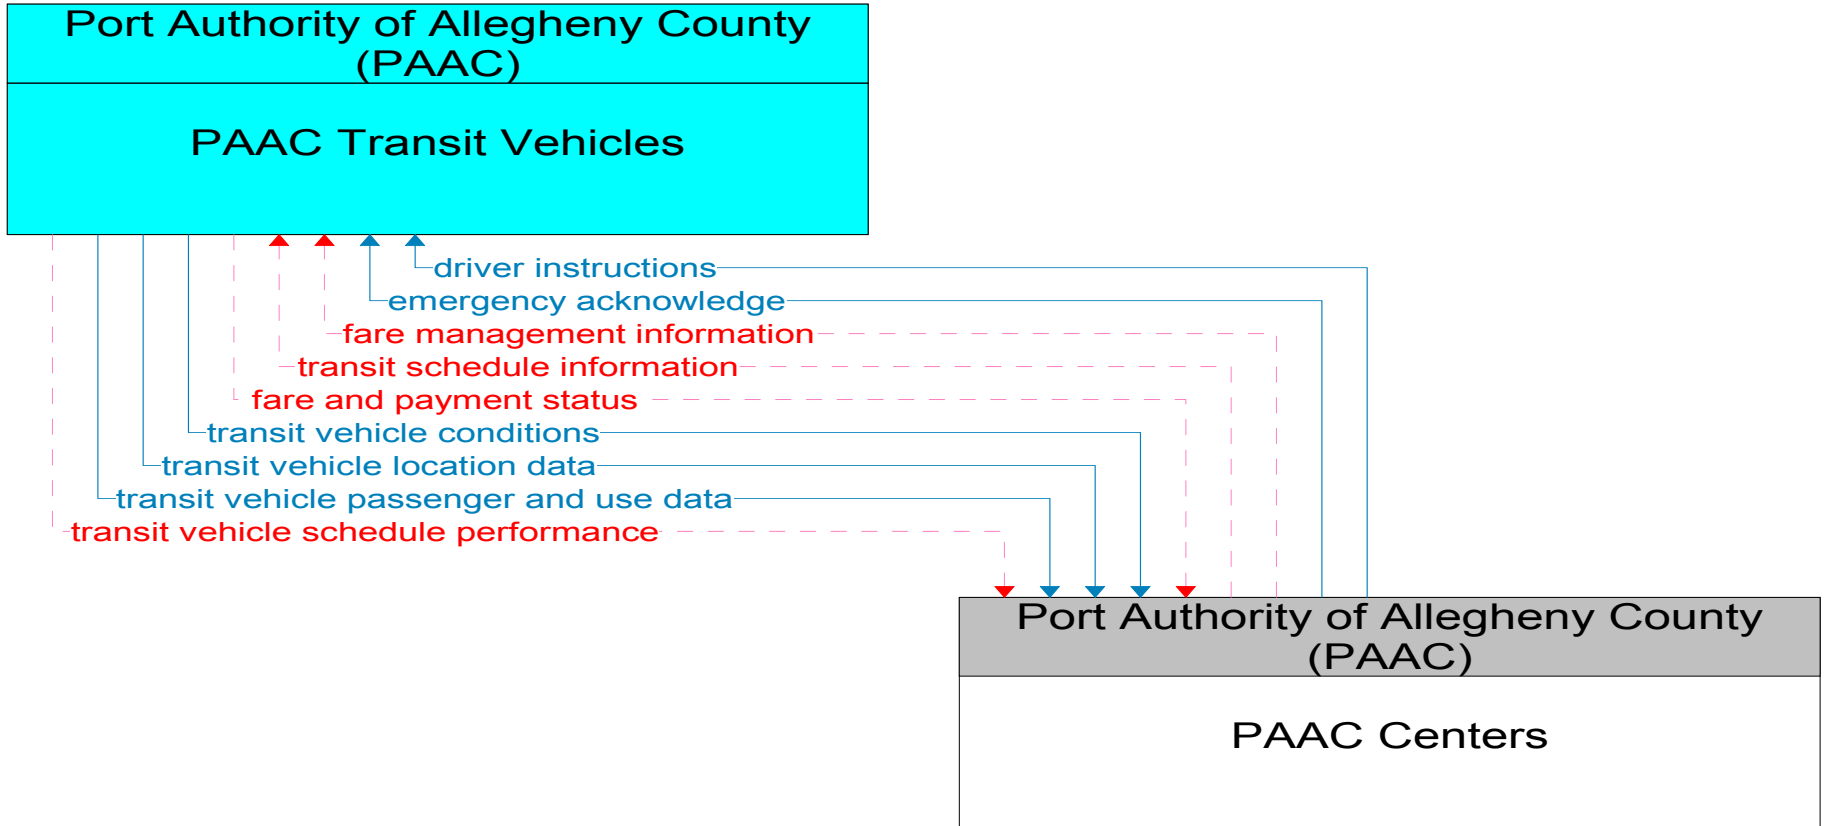 Port Authority of Allegheny County
(PAAC)
PAAC Transit Vehicles
driver instructions
emergency acknowledge
fare management information
transit schedule information
fare and payment status
transit vehicle conditions
transit vehicle location data
transit vehicle passenger and use data
transit vehicle schedule performance
Port Authority of Allegheny County
(PAAC)
PAAC Centers